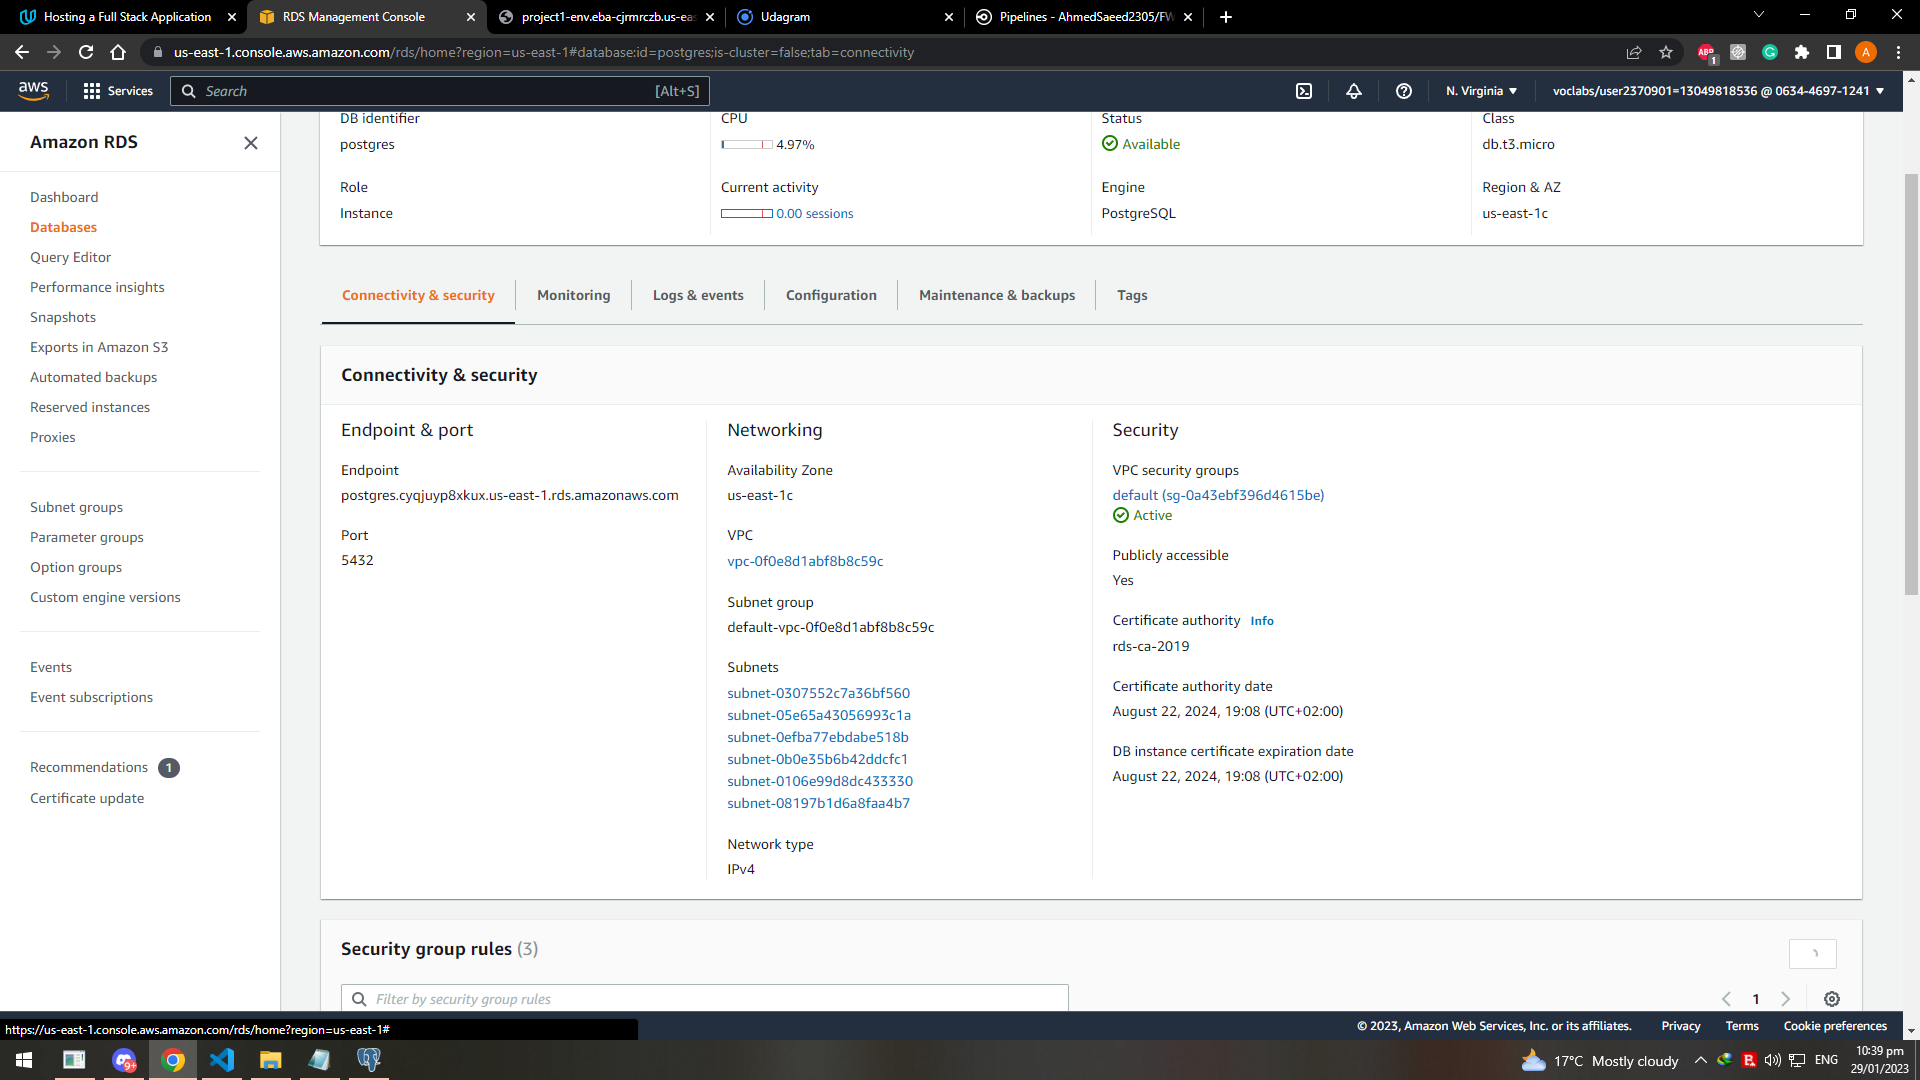 Hosting a Full Stack Application
RDS Management Console
project1-env.eba-cjrmrczb.us-eas
Udagram
Pipelines - AhmedSaeed2305/FW
us-east-1.console.aws.amazon.com/rds/home?region=us-east-1#database:id=postgres;is-cluster=false;tab=connectivity
ABP
1
A
aws
Services
Search
[Alt+S]
N. Virginia
voclabs/user2370901=13049818536 @ 0634-4697-1241
Amazon RDS
Dashboard
Databases
Query Editor
Performance insights
Snapshots
Exports in Amazon S3
Automated backups
Reserved instances
Proxies
Subnet groups
Parameter groups
Option groups
Custom engine versions
Events
Event subscriptions
Recommendations 1
Certificate update
DB identifier
postgres
CPU
4.97%
Status
Available
Class
db.t3.micro
Role
Instance
Current activity
0.00 sessions
Engine
PostgreSQL
Region & AZ
us-east-1c
Connectivity & security
Monitoring
Logs & events
Configuration
Maintenance & backups
Tags
Connectivity & security
Endpoint & port
Endpoint
postgres.cyqjuyp8xkux.us-east-1.rds.amazonaws.com
Port
5432
Networking
Availability Zone
us-east-1c
VPC
vpc-0f0e8d1abf8b8c59c
Subnet group
default-vpc-0f0e8d1abf8b8c59c
Subnets
subnet-0307552c7a36bf560
subnet-05e65a43056993c1a
subnet-0efba77ebdabe518b
subnet-0b0e35b6b42ddcfc1
subnet-0106e99d8dc433330
subnet-08197b1d6a8faa4b7
Network type
IPv4
Security
VPC security groups
default (sg-0a43ebf396d4615be)
Active
Publicly accessible
Yes
Certificate authority Info
rds-ca-2019
Certificate authority date
August 22, 2024, 19:08 (UTC+02:00)
DB instance certificate expiration date
August 22, 2024, 19:08 (UTC+02:00)
Security group rules (3)
Filter by security group rules
1
https://us-east-1.console.aws.amazon.com/rds/home?region=us-east-1#
© 2023, Amazon Web Services, Inc. or its affiliates.
Privacy
Terms
Cookie preferences
9+
17°C Mostly cloudy
ENG
10:39 pm
29/01/2023